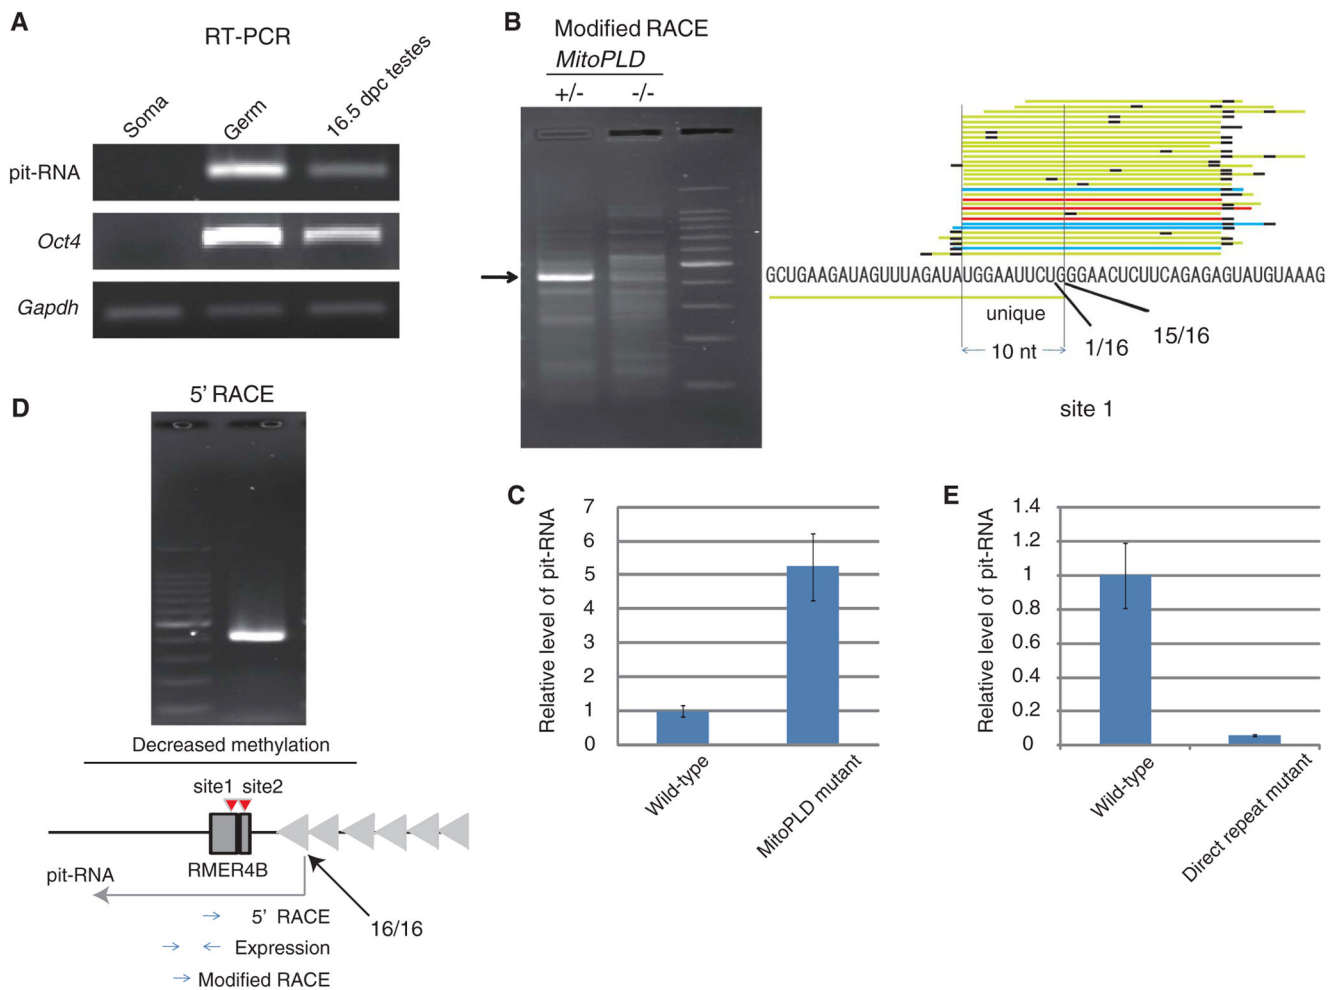 A
RT-PCR
Soma
Germ
16.5 dpc testes
pit-RNA
Oct4
Gapdh
B
Modified RACE
MitoPLD
+/-
-/-
GCUGAAGAUAGUUUAGAUAUGGAAUUCUGGGAACUCUUCAGAGAGUAUGUAAAG
unique
10 nt
1/16
15/16
site 1
D
5' RACE
Decreased methylation
site1 site2
RMER4B
pit-RNA
16/16
5' RACE
Expression
Modified RACE
C
Relative level of pit-RNA
7
6
5
4
3
2
1
0
Wild-type
MitoPLD mutant
E
Relative level of pit-RNA
1.4
1.2
1
0.8
0.6
0.4
0.2
0
Wild-type
Direct repeat mutant